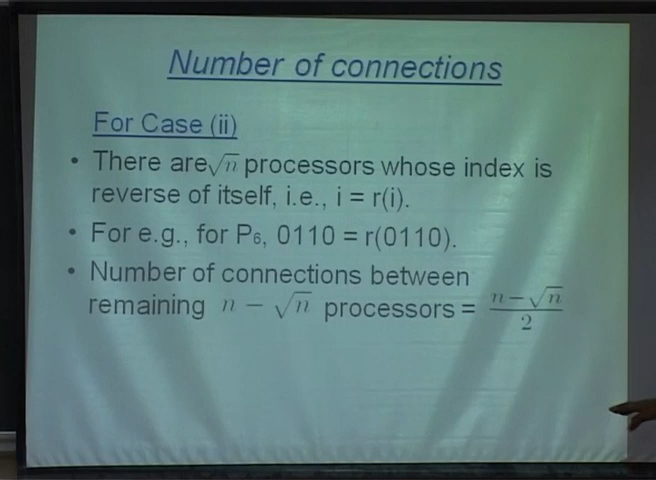 Number of connections
For Case (ii)
• There are √n processors whose index is
reverse of itself, i.e., i = r(i).
• For e.g., for P₆, 0110 = r(0110).
• Number of connections between
remaining n − √n processors = (n−√n)/2